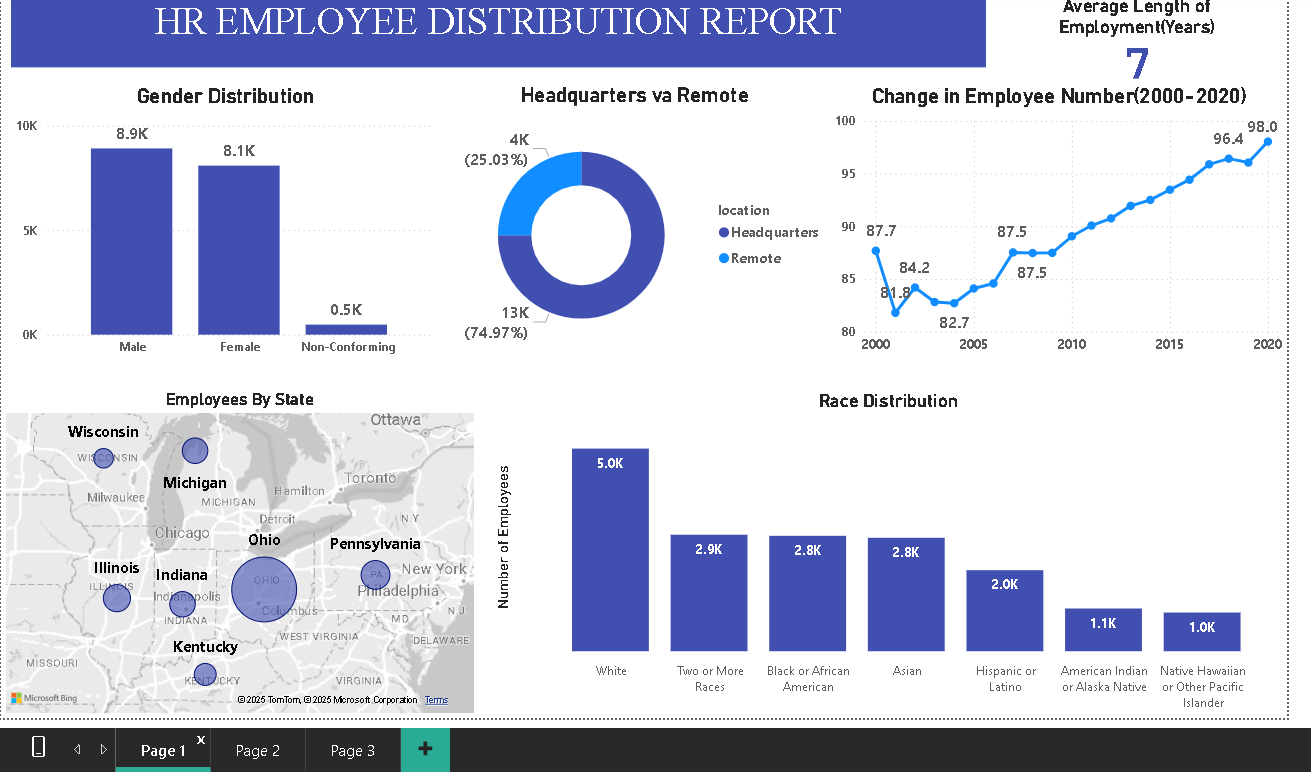 HR EMPLOYEE DISTRIBUTION REPORT
Average Length of
Employment(Years)
7
Gender Distribution
10K
5K
0K
8.9K
8.1K
0.5K
Male
Female
Non-Conforming
Headquarters va Remote
4K
(25.03%)
13K
(74.97%)
location
Headquarters
Remote
Change in Employee Number(2000-2020)
100
95
90
85
80
87.7
81.8
84.2
82.7
87.5
87.5
96.4
98.0
2000
2005
2010
2015
2020
Employees By State
Ottawa
Wisconsin
WISCONSIN
Michigan
Milwaukee
MICHIGAN
Hamilton
Toronto
Detroit
N.Y.
Chicago
Ohio
Pennsylvania
Illinois
Indiana
OHIO
PA
New York
ILLINOIS
Indianapolis
Philadelphia
Columbus
N J
INDIANA
MD
WEST VIRGINIA
DELAWARE
Kentucky
MISSOURI
KENTUCKY
VIRGINIA
Microsoft Bing
© 2025 TomTom, © 2025 Microsoft Corporation Terms
Race Distribution
Number of Employees
5.0K
2.9K
2.8K
2.8K
2.0K
1.1K
1.0K
White
Two or More
Races
Black or African
American
Asian
Hispanic or
Latino
American Indian
or Alaska Native
Native Hawaiian
or Other Pacific
Islander
Page 1
x
Page 2
Page 3
+